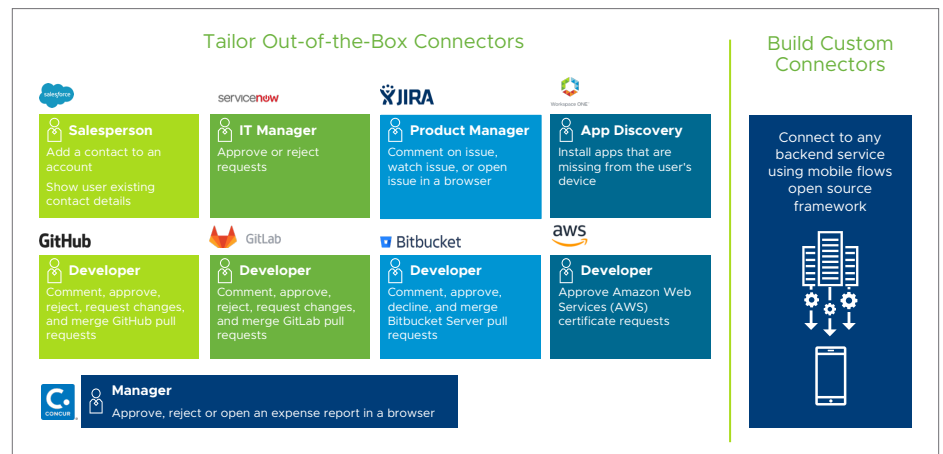 Tailor Out-of-the-Box Connectors
Build Custom
Connectors
salesforce
servicenow
JIRA
Workspace ONE
Salesperson
Add a contact to an
account
Show user existing
contact details
IT Manager
Approve or reject
requests
Product Manager
Comment on issue,
watch issue, or open
issue in a browser
App Discovery
Install apps that are
missing from the user's
device
Connect to any
backend service
using mobile flows
open source
framework
GitHub
GitLab
Bitbucket
aws
Developer
Comment, approve,
reject, request changes,
and merge GitHub pull
requests
Developer
Comment, approve,
reject, request changes,
and merge GitLab pull
requests
Developer
Comment, approve,
decline, and merge
Bitbucket Server pull
requests
Developer
Approve Amazon Web
Services (AWS)
certificate requests
C.
CONCUR
Manager
Approve, reject or open an expense report in a browser